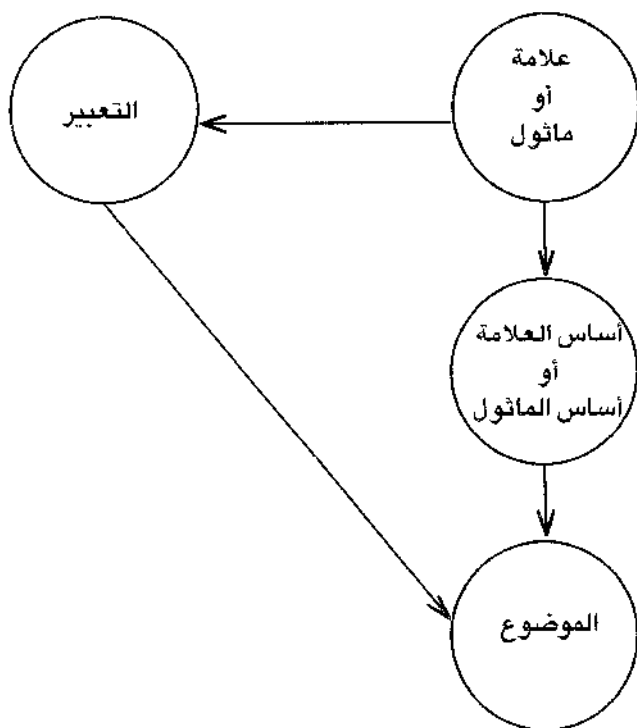 علامة
أو
ماثول
التعبير
أساس العلامة
أو
أساس الماثول
الموضوع